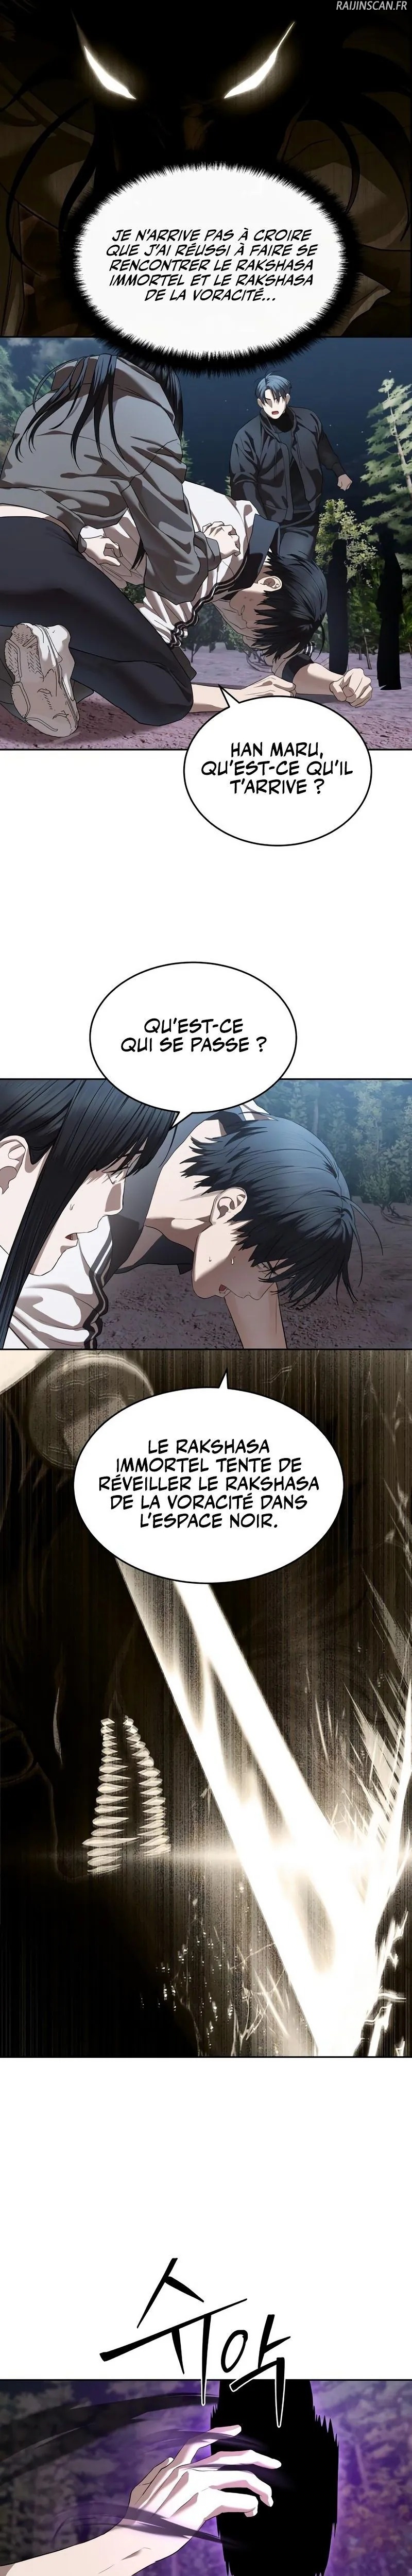 RAIJINSCAN.FR
JE N'ARRIVE PAS À CROIRE
QUE J'AI RÉUSSI À FAIRE SE
RENCONTRER LE RAKSHASA
IMMORTEL ET LE RAKSHASA
DE LA VORACITÉ...
HAN MARU,
QU'EST-CE QU'IL
T'ARRIVE ?
QU'EST-CE
QUI SE PASSE ?
LE RAKSHASA
IMMORTEL TENTE DE
RÉVEILLER LE RAKSHASA
DE LA VORACITÉ DANS
L'ESPACE NOIR.
슈악